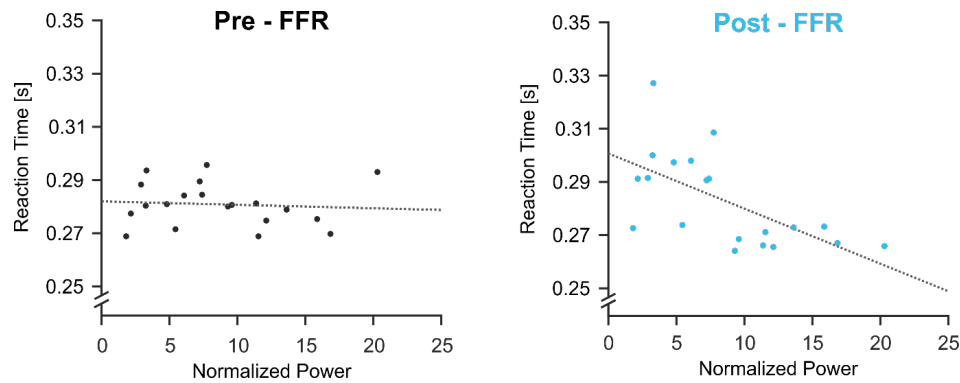 Pre - FFR
Reaction Time [s]
0.35
0.33
0.31
0.29
0.27
0.25
0 5 10 15 20 25
Normalized Power
Post - FFR
Reaction Time [s]
0.35
0.33
0.31
0.29
0.27
0.25
0 5 10 15 20 25
Normalized Power